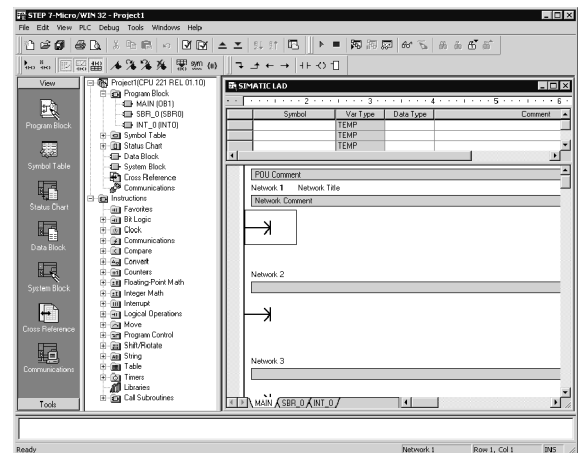 STEP 7-Micro/WIN 32 - Project1
File Edit View PLC Debug Tools Windows Help
sym
View
Program Block
Symbol Table
Status Chart
Data Block
System Block
Cross Reference
Communications
Tools
Project1(CPU 221 REL 01.10)
Program Block
MAIN (OB1)
SBR_0 (SBR0)
INT_0 (INT0)
Symbol Table
Status Chart
Data Block
System Block
Cross Reference
Communications
Instructions
Favorites
Bit Logic
Clock
Communications
Compare
Convert
Counters
Floating-Point Math
Integer Math
Interrupt
Logical Operations
Move
Program Control
Shift/Rotate
String
Table
Timers
Libraries
Call Subroutines
SIMATIC LAD
2 3 4 5 6
Symbol Var Type Data Type Comment
TEMP
TEMP
TEMP
POU Comment
Network 1 Network Title
Network Comment
Network 2
Network 3
MAIN SBR_0 INT_0
Ready Network 1 Row 1, Col 1 INS